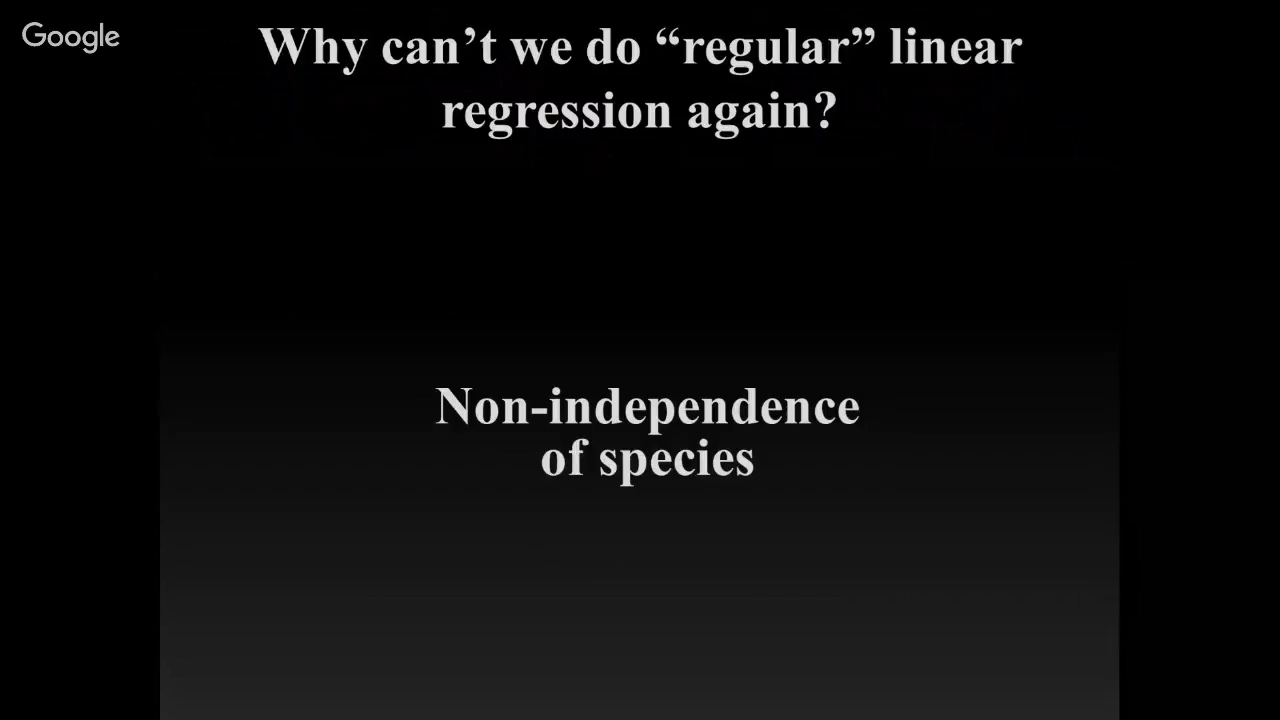 Google
Why can’t we do “regular” linear
regression again?
Non-independence
of species